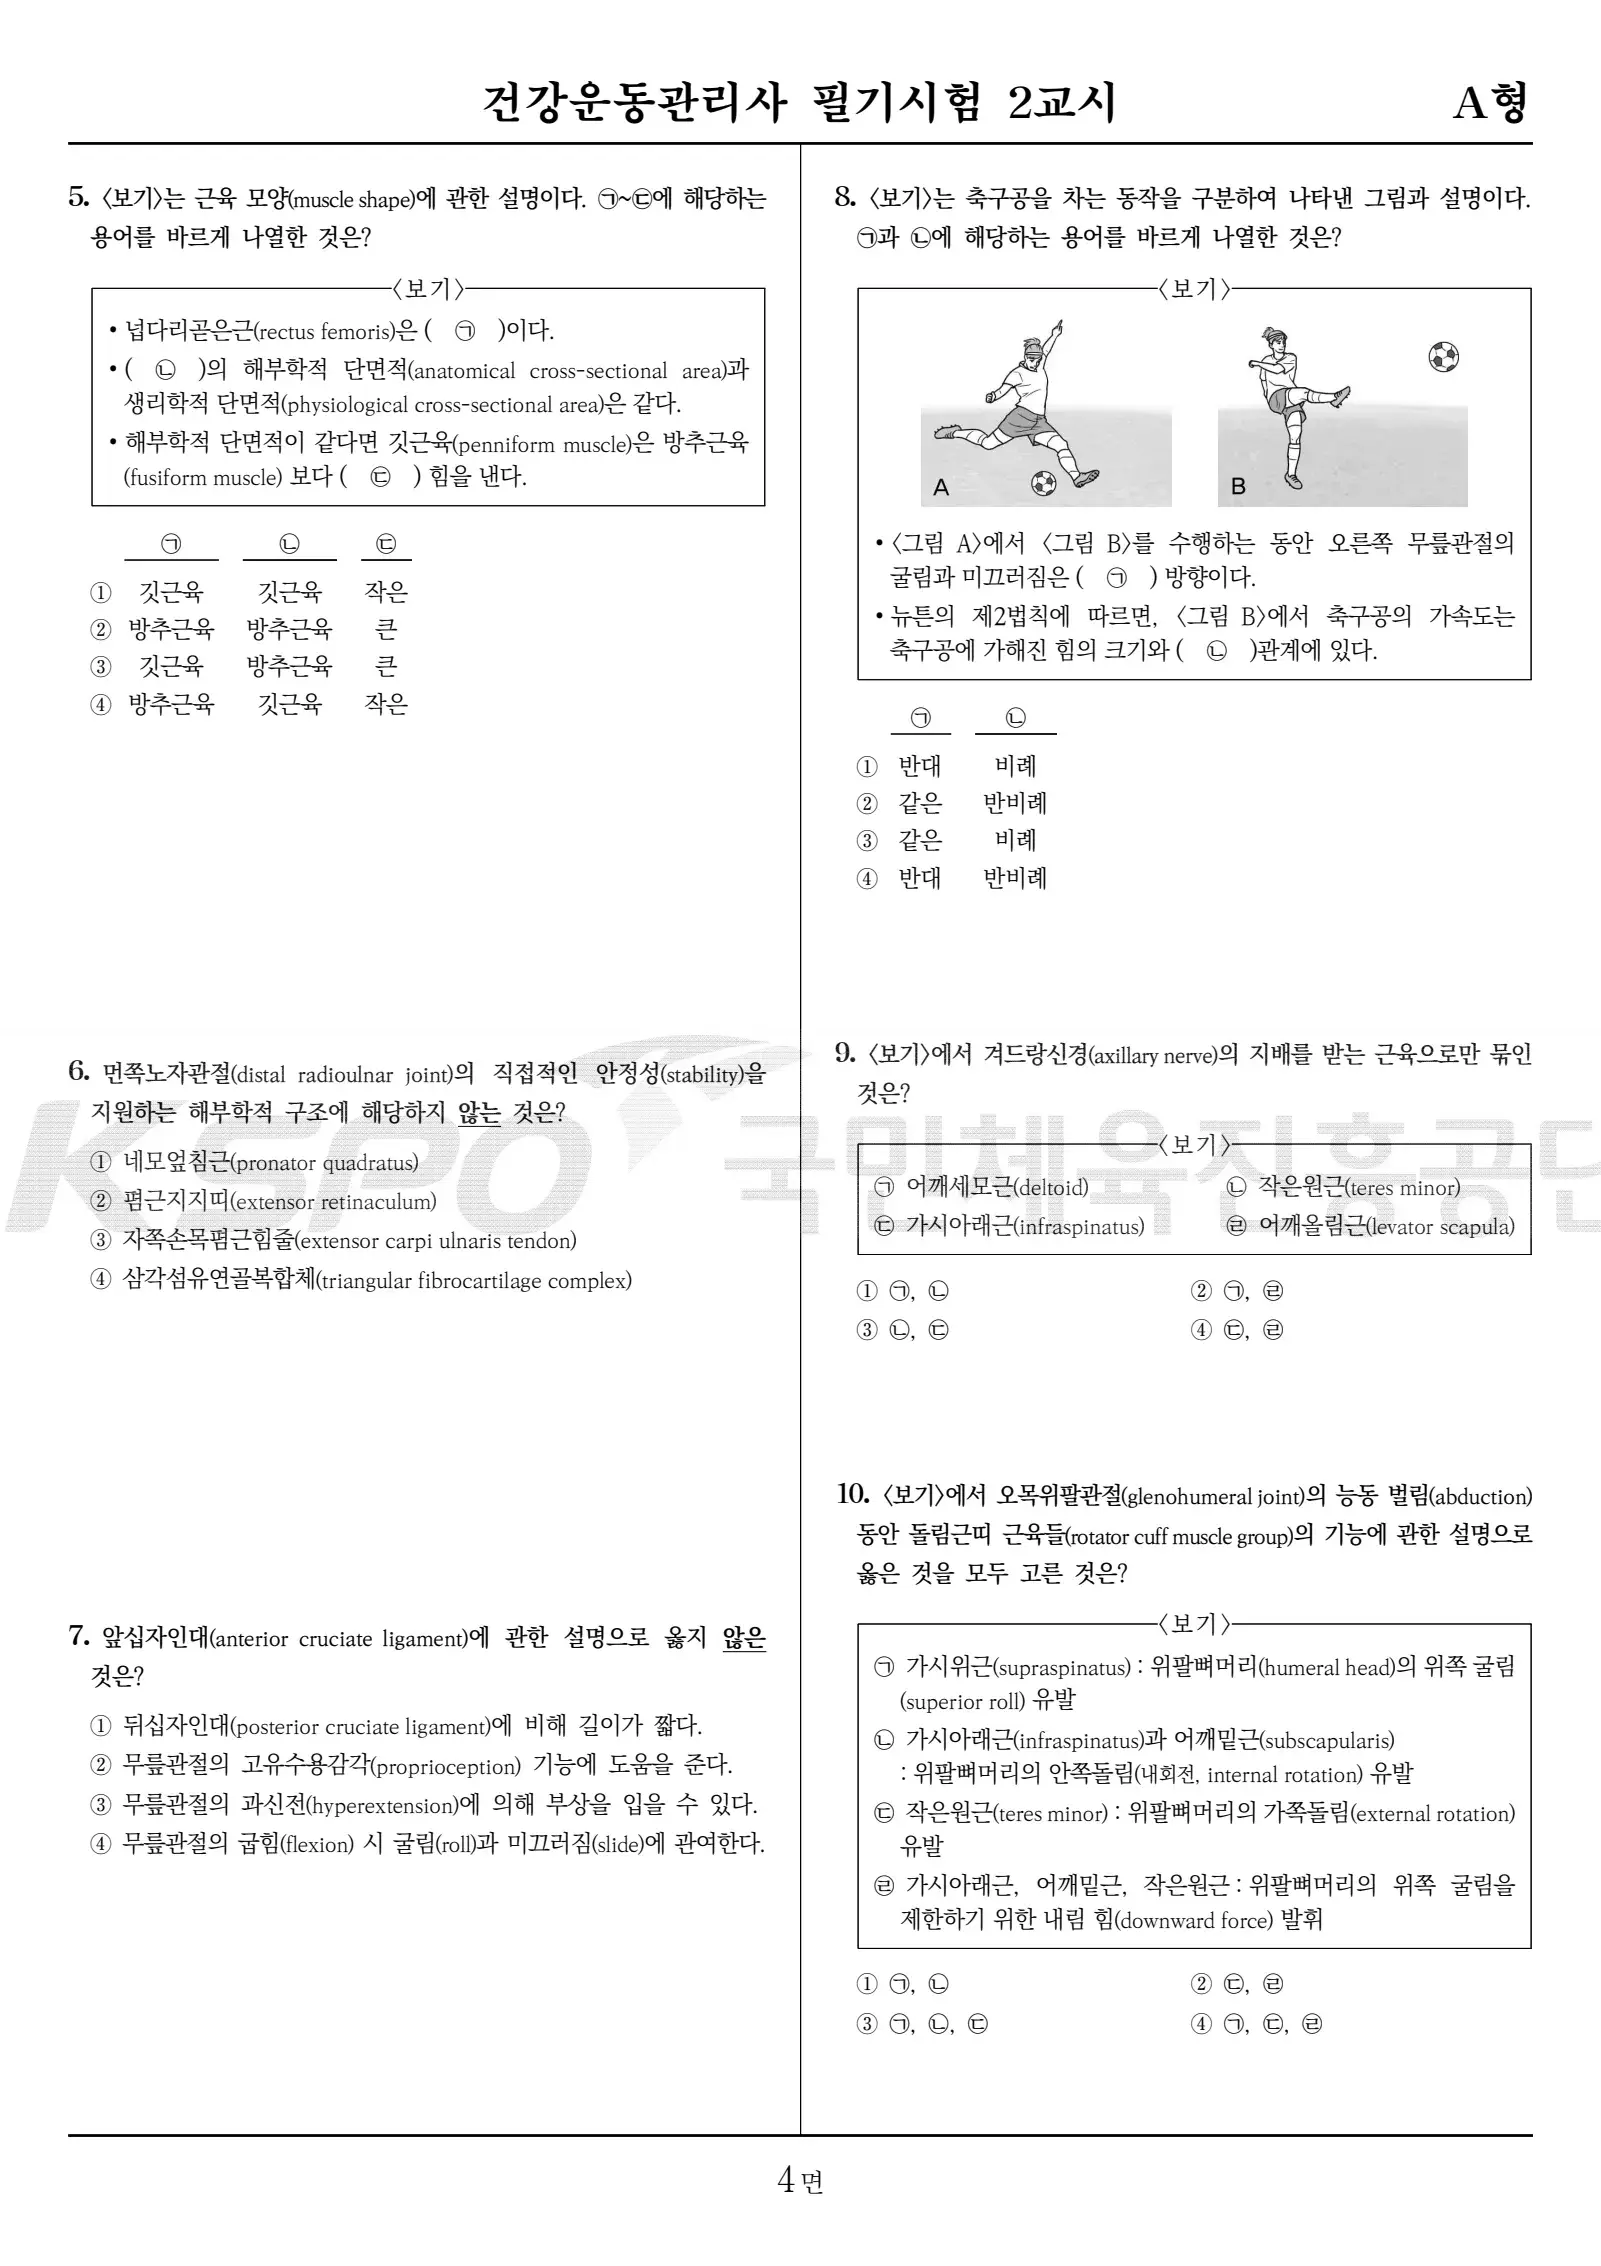 건강운동관리사 필기시험 2교시
A형
5. 〈보기〉는 근육 모양(muscle shape)에 관한 설명이다. ㉠~㉢에 해당하는
용어를 바르게 나열한 것은?
〈보기〉
• 넙다리곧은근(rectus femoris)은 ( ㉠ )이다.
• ( ㉡ )의 해부학적 단면적(anatomical cross-sectional area)과
생리학적 단면적(physiological cross-sectional area)은 같다.
• 해부학적 단면적이 같다면 깃근육(penniform muscle)은 방추근육
(fusiform muscle) 보다 ( ㉢ ) 힘을 낸다.
㉠ ㉡ ㉢
① 깃근육 깃근육 작은
② 방추근육 방추근육 큰
③ 깃근육 방추근육 큰
④ 방추근육 깃근육 작은
6. 먼쪽노자관절(distal radioulnar joint)의 직접적인 안정성(stability)을
지원하는 해부학적 구조에 해당하지 않는 것은?
① 네모엎침근(pronator quadratus)
② 폄근지지띠(extensor retinaculum)
③ 자쪽손목폄근힘줄(extensor carpi ulnaris tendon)
④ 삼각섬유연골복합체(triangular fibrocartilage complex)
7. 앞십자인대(anterior cruciate ligament)에 관한 설명으로 옳지 않은
것은?
① 뒤십자인대(posterior cruciate ligament)에 비해 길이가 짧다.
② 무릎관절의 고유수용감각(proprioception) 기능에 도움을 준다.
③ 무릎관절의 과신전(hyperextension)에 의해 부상을 입을 수 있다.
④ 무릎관절의 굽힘(flexion) 시 굴림(roll)과 미끄러짐(slide)에 관여한다.
8. 〈보기〉는 축구공을 차는 동작을 구분하여 나타낸 그림과 설명이다.
㉠과 ㉡에 해당하는 용어를 바르게 나열한 것은?
〈보기〉
A B
• 〈그림 A〉에서 〈그림 B〉를 수행하는 동안 오른쪽 무릎관절의
굴림과 미끄러짐은 ( ㉠ ) 방향이다.
• 뉴튼의 제2법칙에 따르면, 〈그림 B〉에서 축구공의 가속도는
축구공에 가해진 힘의 크기와 ( ㉡ )관계에 있다.
㉠ ㉡
① 반대 비례
② 같은 반비례
③ 같은 비례
④ 반대 반비례
9. 〈보기〉에서 겨드랑신경(axillary nerve)의 지배를 받는 근육으로만 묶인
것은?
〈보기〉
㉠ 어깨세모근(deltoid) ㉡ 작은원근(teres minor)
㉢ 가시아래근(infraspinatus) ㉣ 어깨올림근(levator scapula)
① ㉠, ㉡ ② ㉠, ㉣
③ ㉡, ㉢ ④ ㉢, ㉣
10. 〈보기〉에서 오목위팔관절(glenohumeral joint)의 능동 벌림(abduction)
동안 돌림근띠 근육들(rotator cuff muscle group)의 기능에 관한 설명으로
옳은 것을 모두 고른 것은?
〈보기〉
㉠ 가시위근(supraspinatus) : 위팔뼈머리(humeral head)의 위쪽 굴림
(superior roll) 유발
㉡ 가시아래근(infraspinatus)과 어깨밑근(subscapularis)
: 위팔뼈머리의 안쪽돌림(내회전, internal rotation) 유발
㉢ 작은원근(teres minor) : 위팔뼈머리의 가쪽돌림(external rotation)
유발
㉣ 가시아래근, 어깨밑근, 작은원근 : 위팔뼈머리의 위쪽 굴림을
제한하기 위한 내림 힘(downward force) 발휘
① ㉠, ㉡ ② ㉢, ㉣
③ ㉠, ㉡, ㉢ ④ ㉠, ㉢, ㉣
KSPO 국민체육진흥공단
4면